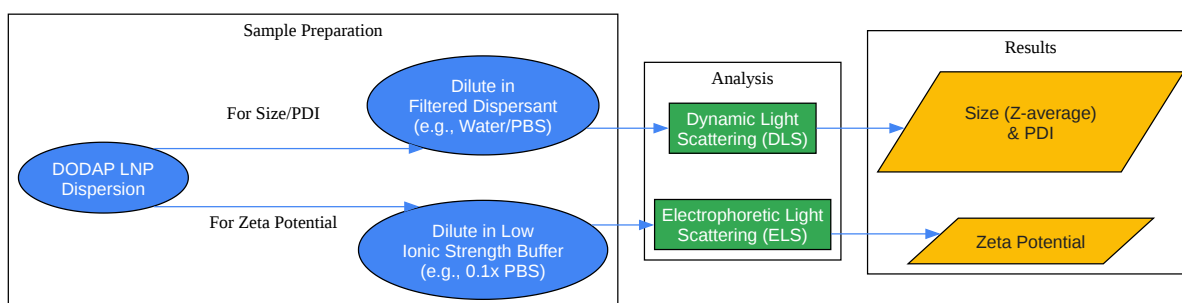 Sample Preparation
DODAP LNP
Dispersion
For Size/PDI
For Zeta Potential
Dilute in
Filtered Dispersant
(e.g., Water/PBS)
Dilute in Low
Ionic Strength Buffer
(e.g., 0.1x PBS)
Analysis
Dynamic Light
Scattering (DLS)
Electrophoretic Light
Scattering (ELS)
Results
Size (Z-average)
& PDI
Zeta Potential